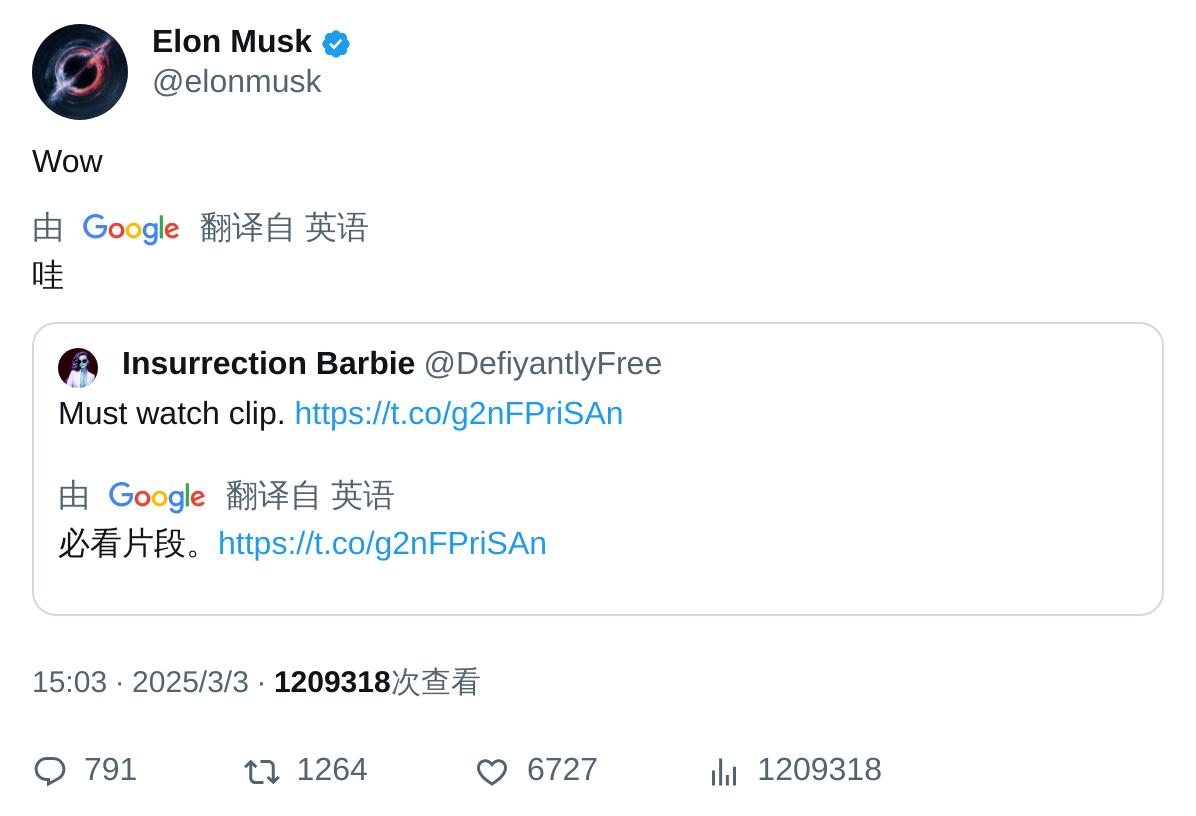 Elon Musk
@elonmusk
Wow
由 Google 翻译自 英语
哇
Insurrection Barbie @DefiyantlyFree
Must watch clip. https://t.co/g2nFPriSAn
由 Google 翻译自 英语
必看片段。https://t.co/g2nFPriSAn
15:03 · 2025/3/3 · 1209318次查看
791 1264 6727 1209318